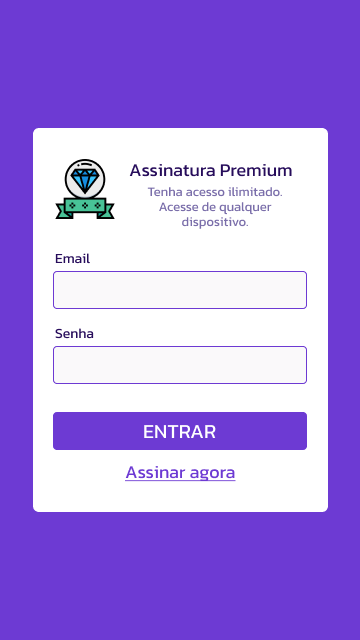 Assinatura Premium
Tenha acesso ilimitado.
Acesse de qualquer
dispositivo.
Email
Senha
ENTRAR
Assinar agora